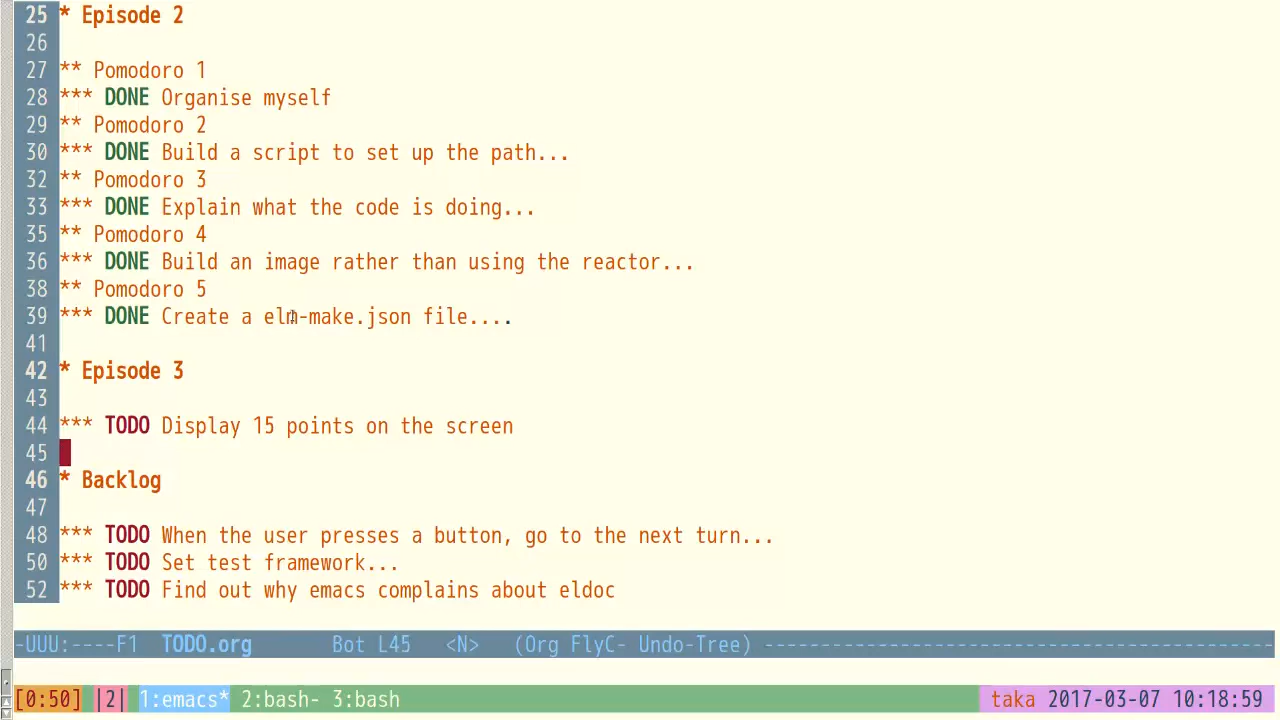 25 * Episode 2
26
27 ** Pomodoro 1
28 *** DONE Organise myself
29 ** Pomodoro 2
30 *** DONE Build a script to set up the path...
32 ** Pomodoro 3
33 *** DONE Explain what the code is doing...
35 ** Pomodoro 4
36 *** DONE Build an image rather than using the reactor...
38 ** Pomodoro 5
39 *** DONE Create a elm-make.json file....
41
42 * Episode 3
43
44 *** TODO Display 15 points on the screen
45
46 * Backlog
47
48 *** TODO When the user presses a button, go to the next turn...
50 *** TODO Set test framework...
52 *** TODO Find out why emacs complains about eldoc
-UUU:----F1 TODO.org Bot L45 <N> (Org FlyC- Undo-Tree) ---------------------------------------------
[0:50] |2| 1:emacs* 2:bash- 3:bash taka 2017-03-07 10:18:59